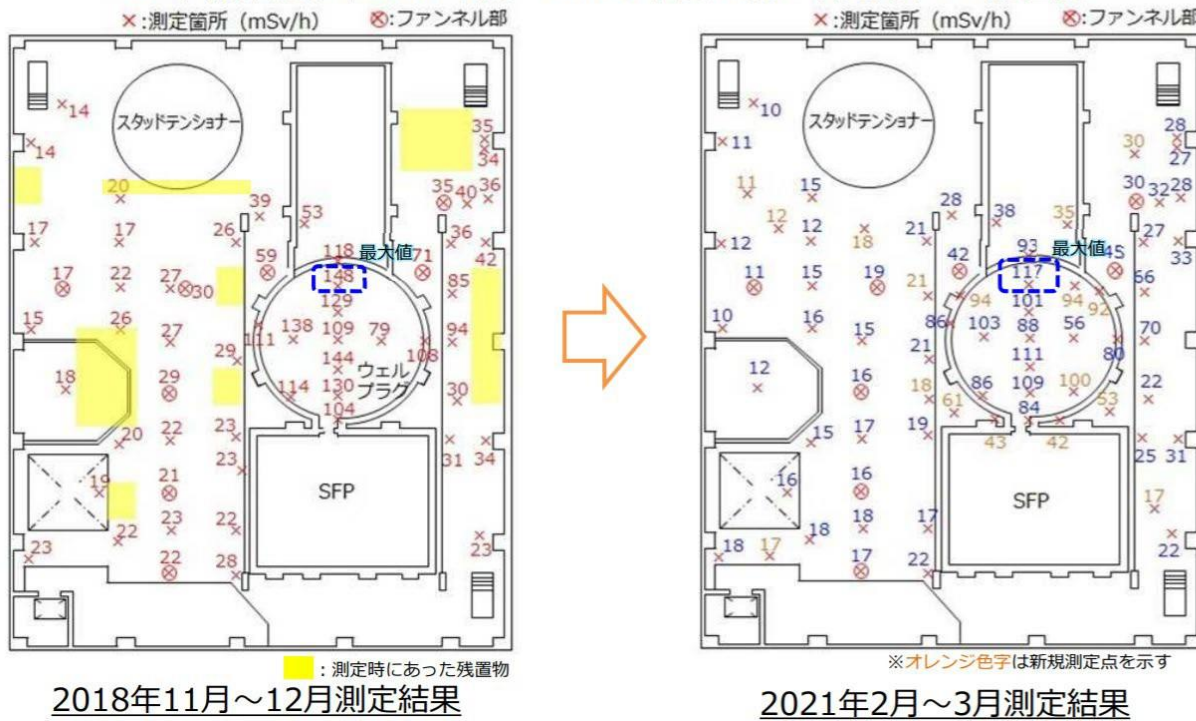 ×:測定箇所（mSv/h） ⊗:ファンネル部
14
スタッドテンショナー
14
35
34
20
35 40 36
39
53
17 17 26
36
118 最大値
59
71
42
17 22 27 30
148
85
129
15 26 27
111 138 109 79 108 94
29
144 ウェル
18 29
114 130 プラグ 30
104
20 22 23
31 34
23
19 21
SFP
22 23 22
23
23 22 28
:測定時にあった残置物
2018年11月～12月測定結果
×:測定箇所（mSv/h） ⊗:ファンネル部
10
スタッドテンショナー
11
28
30
27
11 15
30 32 28
28
38 35
12 12 18 21
27
93 最大値
42
45
33
11 15 19 21
117
94 94 92 56
101
10 16 15
86 103 88 56 80 70
21
111
12 16 18
86 109 100 22
61 84 53
15 17 19
43 42
25 31
16 16
SFP
17
18 18 17
22
18 17 17 22
※オレンジ色字は新規測定点を示す
2021年2月～3月測定結果